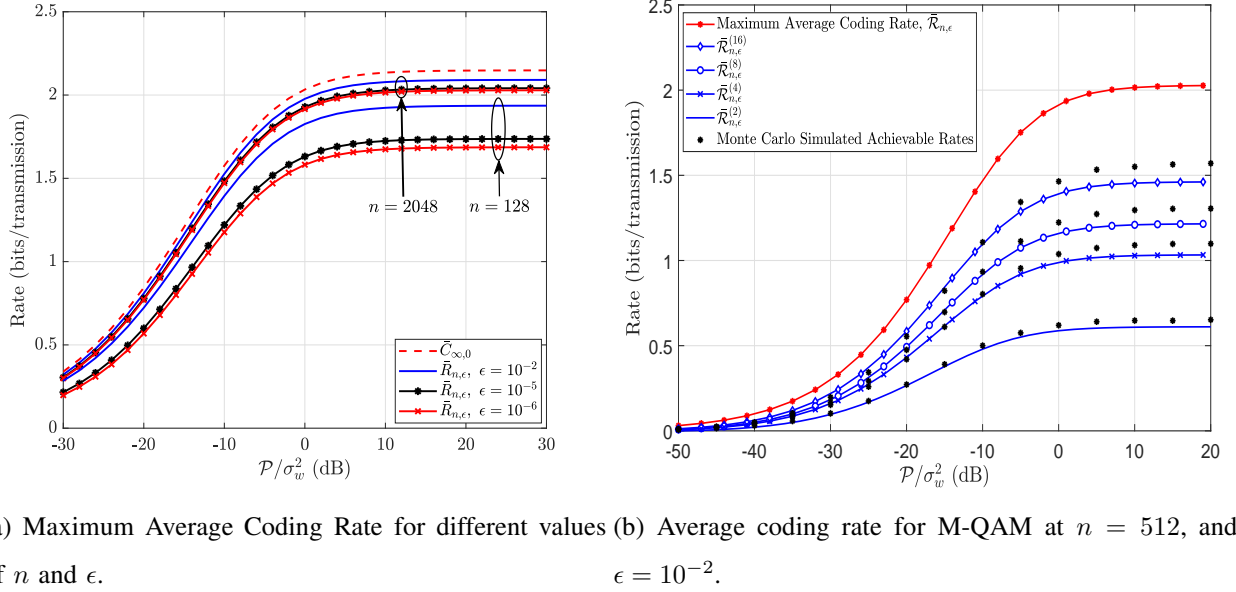 2.5
2
1.5
1
0.5
0
Rate (bits/transmission)
-30
-20
-10
0
10
20
30
𝒫/σ_w^2 (dB)
n = 2048
n = 128
C̄_{∞,0}
R̄_{n,ϵ}, ϵ = 10^{-2}
R̄_{n,ϵ}, ϵ = 10^{-5}
R̄_{n,ϵ}, ϵ = 10^{-6}
) Maximum Average Coding Rate for different values
f n and ϵ.
2.5
2
1.5
1
0.5
0
Rate (bits/transmission)
-50
-40
-30
-20
-10
0
10
20
𝒫/σ_w^2 (dB)
Maximum Average Coding Rate, ℛ̄_{n,ϵ}
ℛ̄_{n,ϵ}^{(16)}
ℛ̄_{n,ϵ}^{(8)}
ℛ̄_{n,ϵ}^{(4)}
ℛ̄_{n,ϵ}^{(2)}
Monte Carlo Simulated Achievable Rates
(b) Average coding rate for M-QAM at n = 512, and
ϵ = 10^{-2}.